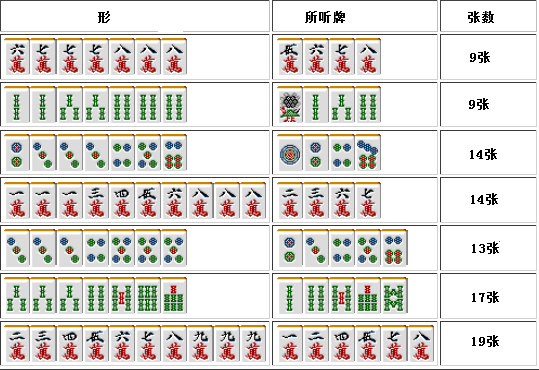 形 所听牌 张数
六 七 七 七 八 八 八 伍 六 七 八
萬 萬 萬 萬 萬 萬 萬 萬 萬 萬 萬
9张
9张
14张
一 一 一 三 四 伍 六 八 八 八 二 三 六 七
萬 萬 萬 萬 萬 萬 萬 萬 萬 萬 萬 萬 萬 萬
14张
13张
17张
二 三 四 伍 六 七 八 九 九 九 一 二 四 伍 七 八
萬 萬 萬 萬 萬 萬 萬 萬 萬 萬 萬 萬 萬 萬 萬 萬
19张